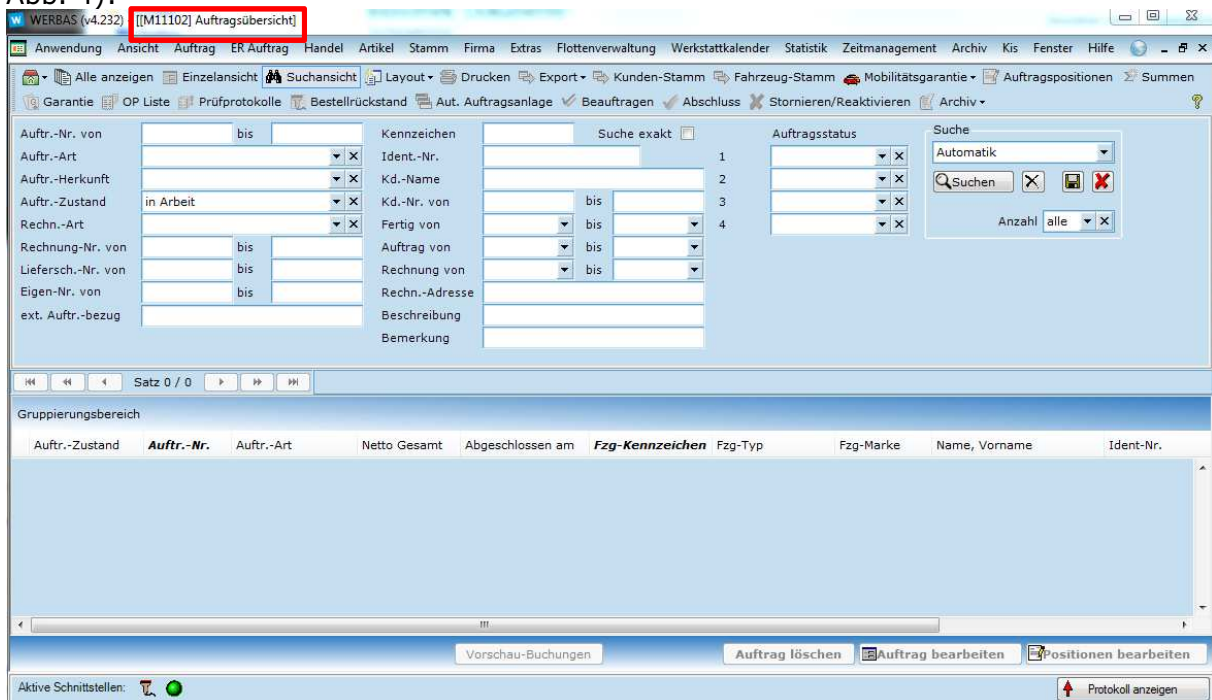 Abb. 4):
WERBAS (v4.232) - [[M11102] Auftragsübersicht]
Anwendung Ansicht Auftrag ER Auftrag Handel Artikel Stamm Firma Extras Flottenverwaltung Werkstattkalender Statistik Zeitmanagement Archiv Kis Fenster Hilfe
Alle anzeigen Einzelansicht Suchansicht Layout Drucken Export Kunden-Stamm Fahrzeug-Stamm Mobilitätsgarantie Auftragspositionen Summen
Garantie OP Liste Prüfprotokolle Bestellrückstand Aut. Auftragsanlage Beauftragen Abschluss Stornieren/Reaktivieren Archiv
Auftr.-Nr. von bis Kennzeichen Suche exakt Auftragsstatus Suche
Auftr.-Art Ident.-Nr. 1 Automatik
Auftr.-Herkunft Kd.-Name 2 Suchen
Auftr.-Zustand in Arbeit Kd.-Nr. von bis 3
Rechn.-Art Fertig von bis 4 Anzahl alle
Rechnung-Nr. von bis Auftrag von bis
Liefersch.-Nr. von bis Rechnung von bis
Eigen-Nr. von bis Rechn.-Adresse
ext. Auftr.-bezug Beschreibung
Bemerkung
Satz 0 / 0
Gruppierungsbereich
Auftr.-Zustand Auftr.-Nr. Auftr.-Art Netto Gesamt Abgeschlossen am Fzg-Kennzeichen Fzg-Typ Fzg-Marke Name, Vorname Ident-Nr.
Vorschau-Buchungen Auftrag löschen Auftrag bearbeiten Positionen bearbeiten
Aktive Schnittstellen: Protokoll anzeigen